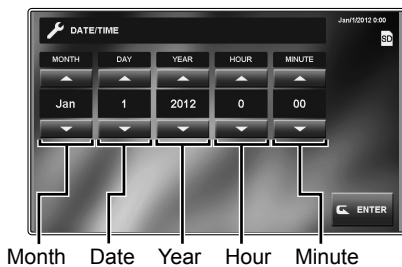 Jan/1/2012 0:00
DATE/TIME
SD
MONTH DAY YEAR HOUR MINUTE
Jan 1 2012 0 00
ENTER
Month Date Year Hour Minute